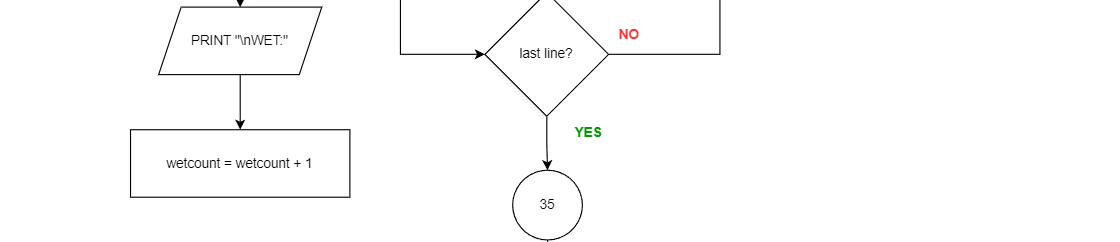 PRINT "\nWET:"
wetcount = wetcount + 1
last line?
NO
YES
35